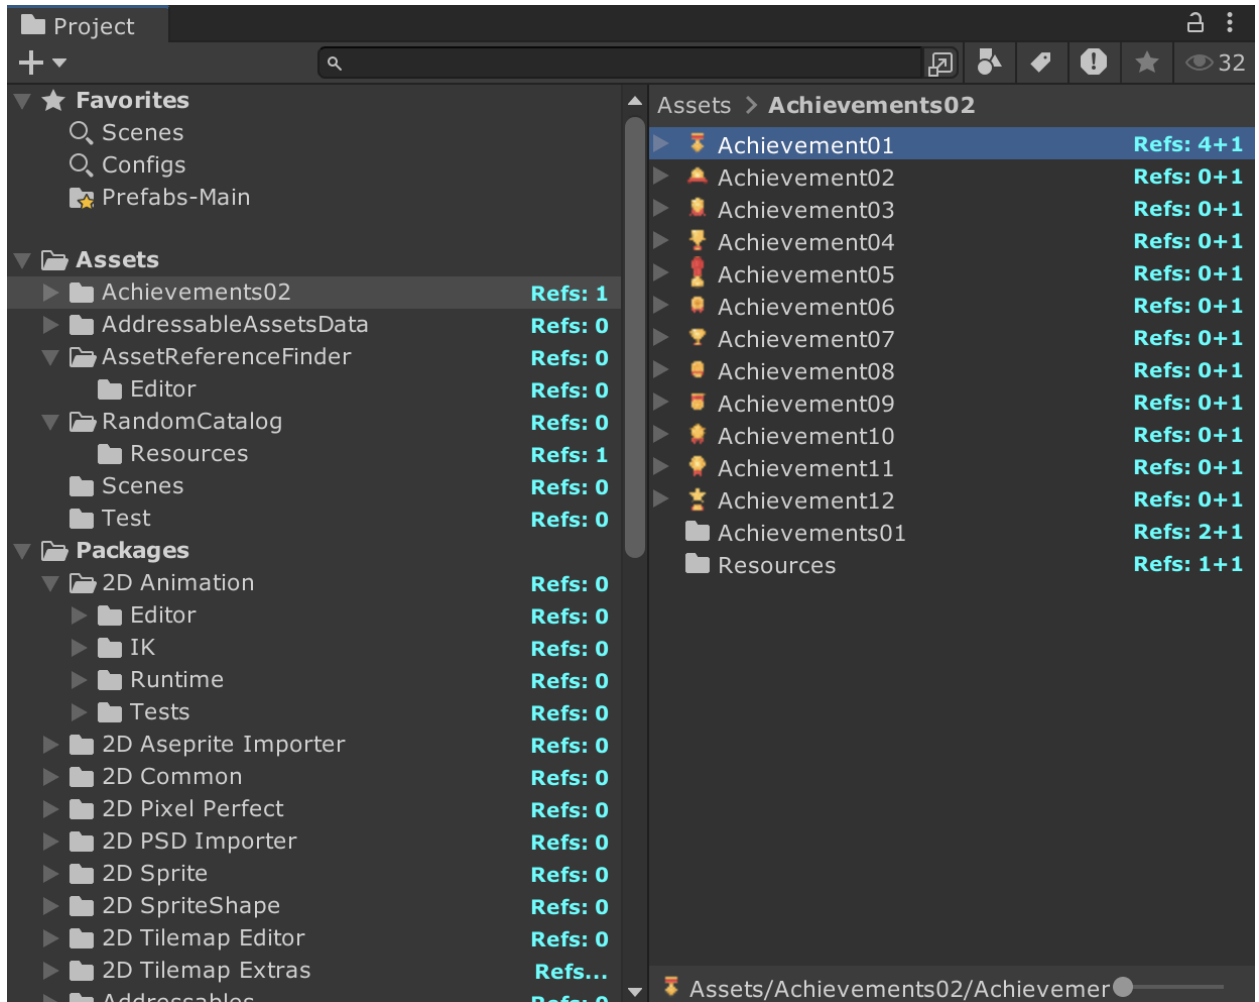 Project
32
Favorites
Scenes
Configs
Prefabs-Main
Assets
Achievements02 Refs: 1
AddressableAssetsData Refs: 0
AssetReferenceFinder Refs: 0
Editor Refs: 0
RandomCatalog Refs: 0
Resources Refs: 1
Scenes Refs: 0
Test Refs: 0
Packages
2D Animation Refs: 0
Editor Refs: 0
IK Refs: 0
Runtime Refs: 0
Tests Refs: 0
2D Aseprite Importer Refs: 0
2D Common Refs: 0
2D Pixel Perfect Refs: 0
2D PSD Importer Refs: 0
2D Sprite Refs: 0
2D SpriteShape Refs: 0
2D Tilemap Editor Refs: 0
2D Tilemap Extras Refs...
Addressables Refs: 0
Assets > Achievements02
Achievement01 Refs: 4+1
Achievement02 Refs: 0+1
Achievement03 Refs: 0+1
Achievement04 Refs: 0+1
Achievement05 Refs: 0+1
Achievement06 Refs: 0+1
Achievement07 Refs: 0+1
Achievement08 Refs: 0+1
Achievement09 Refs: 0+1
Achievement10 Refs: 0+1
Achievement11 Refs: 0+1
Achievement12 Refs: 0+1
Achievements01 Refs: 2+1
Resources Refs: 1+1
Assets/Achievements02/Achievemer